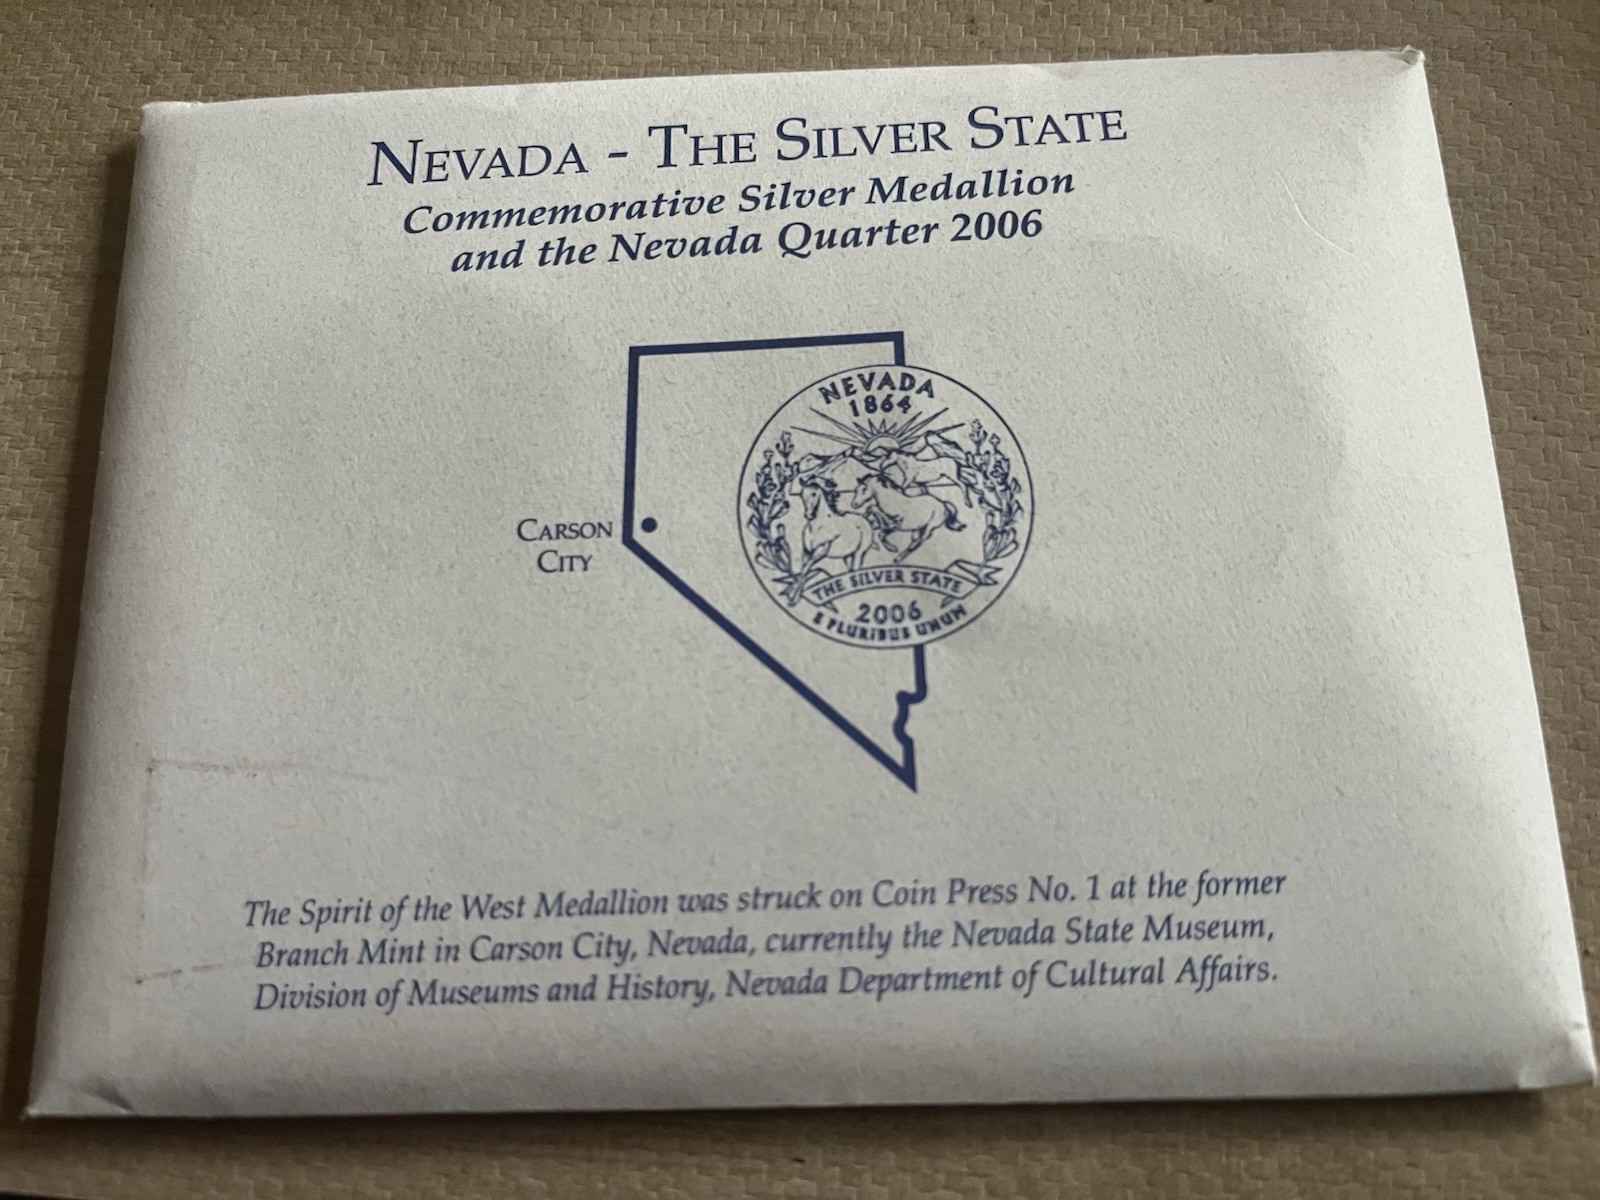 NEVADA - THE SILVER STATE
Commemorative Silver Medallion
and the Nevada Quarter 2006
NEVADA
1864
CARSON
CITY
THE SILVER STATE
2006
E PLURIBUS UNUM
The Spirit of the West Medallion was struck on Coin Press No. 1 at the former
Branch Mint in Carson City, Nevada, currently the Nevada State Museum,
Division of Museums and History, Nevada Department of Cultural Affairs.